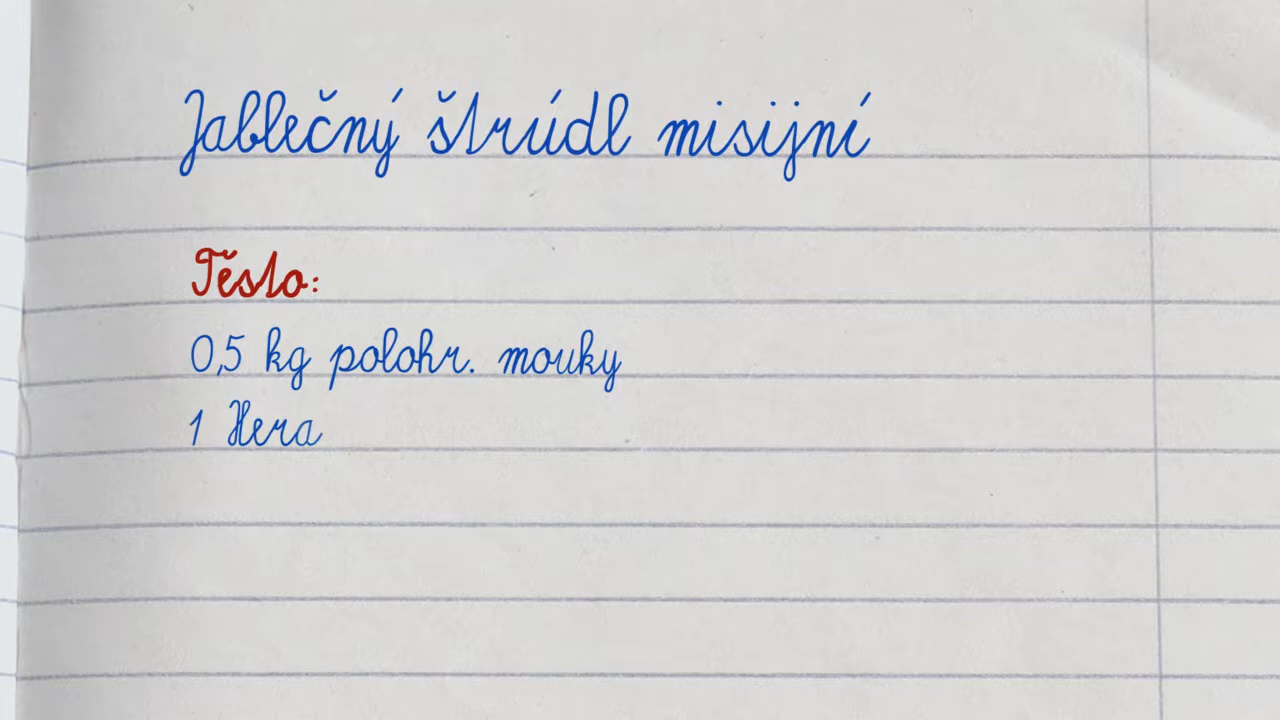 Jablečný štrúdl misijní
Těsto:
0,5 kg polohr. mouky
1 Hera